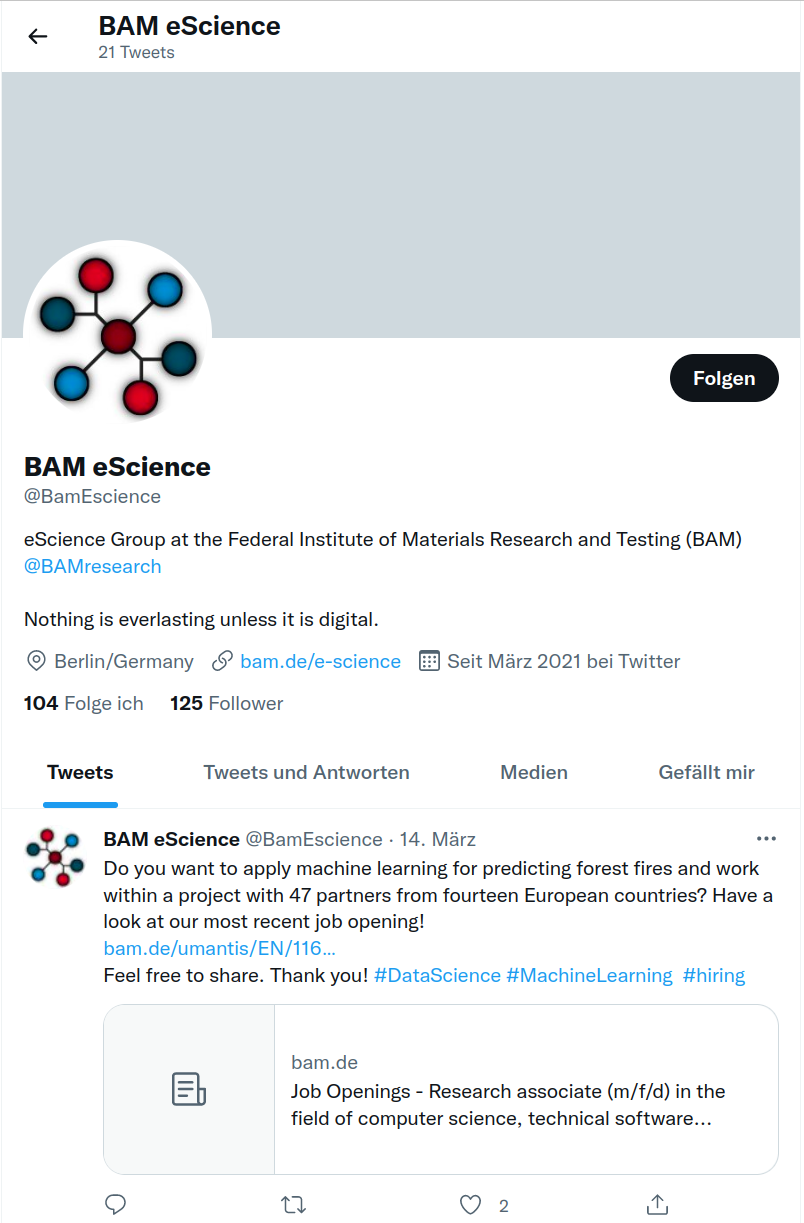 BAM eScience
21 Tweets
Folgen
BAM eScience
@BamEscience
eScience Group at the Federal Institute of Materials Research and Testing (BAM)
@BAMresearch
Nothing is everlasting unless it is digital.
Berlin/Germany bam.de/e-science Seit März 2021 bei Twitter
104 Folge ich 125 Follower
Tweets Tweets und Antworten Medien Gefällt mir
BAM eScience @BamEscience · 14. März
Do you want to apply machine learning for predicting forest fires and work
within a project with 47 partners from fourteen European countries? Have a
look at our most recent job opening!
bam.de/umantis/EN/116…
Feel free to share. Thank you! #DataScience #MachineLearning #hiring
bam.de
Job Openings - Research associate (m/f/d) in the
field of computer science, technical software…
2